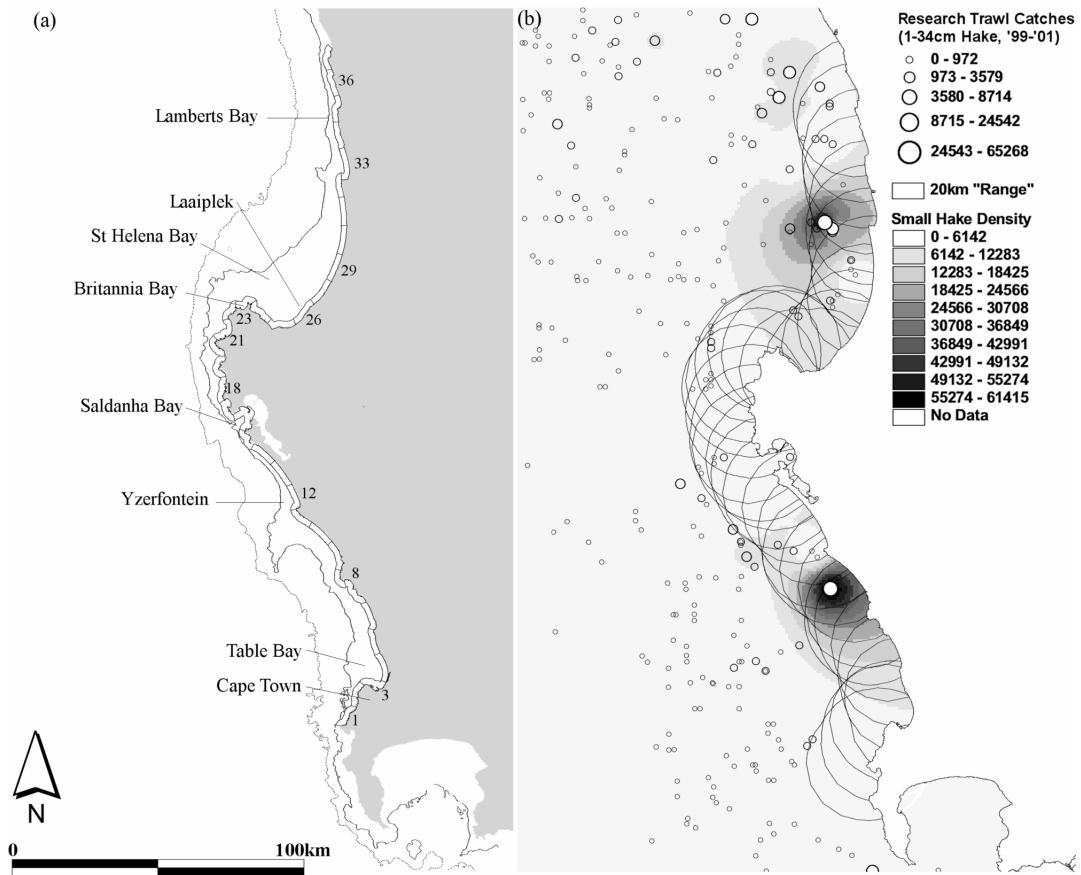 (a)
36
Lamberts Bay
33
Laaiplek
St Helena Bay
29
Britannia Bay
23
26
21
18
Saldanha Bay
12
Yzerfontein
8
Table Bay
Cape Town
3
1
N
0
100km
(b)
Research Trawl Catches
(1-34cm Hake, '99-'01)
0 - 972
973 - 3579
3580 - 8714
8715 - 24542
24543 - 65268
20km "Range"
Small Hake Density
0 - 6142
6142 - 12283
12283 - 18425
18425 - 24566
24566 - 30708
30708 - 36849
36849 - 42991
42991 - 49132
49132 - 55274
55274 - 61415
No Data